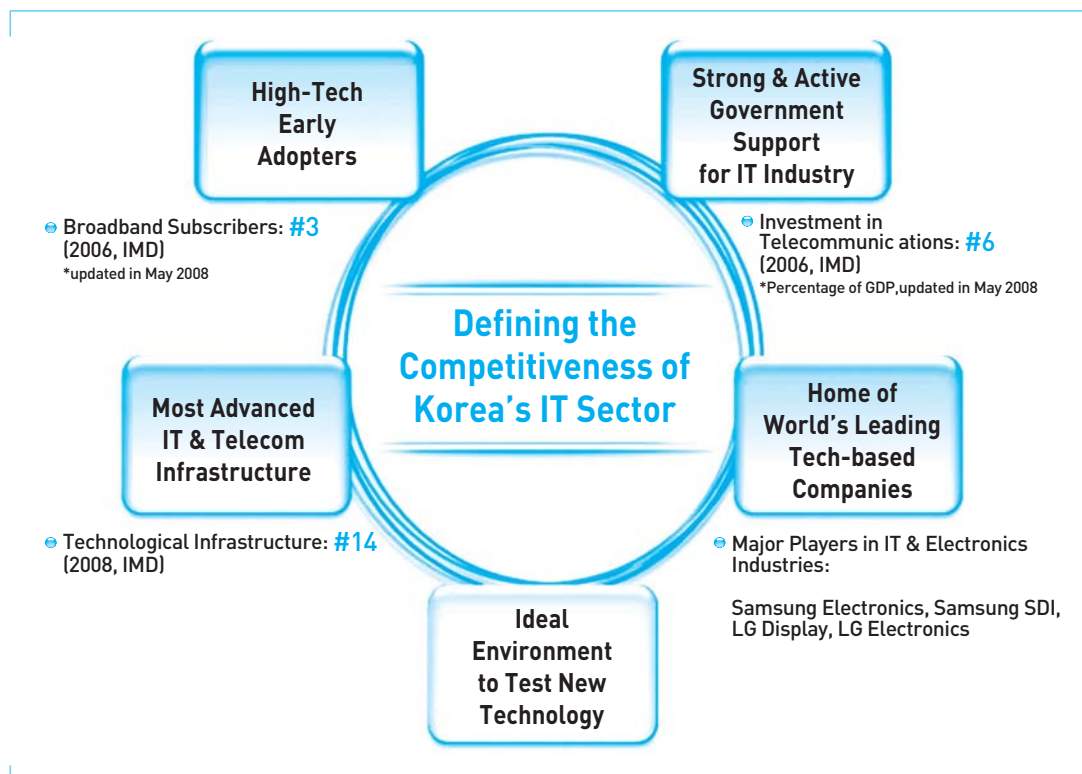 High-Tech
Early
Adopters
Strong & Active
Government
Support
for IT Industry
Broadband Subscribers: #3
(2006, IMD)
*updated in May 2008
Investment in
Telecommunic ations: #6
(2006, IMD)
*Percentage of GDP,updated in May 2008
Defining the
Competitiveness of
Korea's IT Sector
Most Advanced
IT & Telecom
Infrastructure
Home of
World's Leading
Tech-based
Companies
Technological Infrastructure: #14
(2008, IMD)
Major Players in IT & Electronics
Industries:
Samsung Electronics, Samsung SDI,
LG Display, LG Electronics
Ideal
Environment
to Test New
Technology